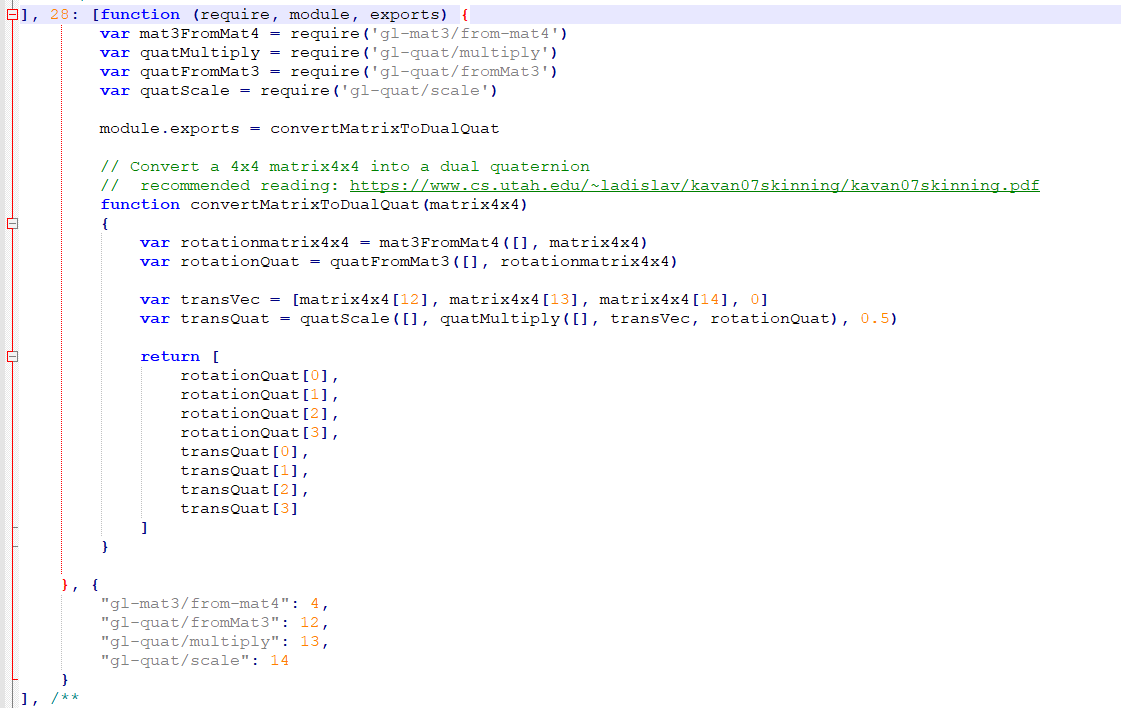 ], 28: [function (require, module, exports) {
var mat3FromMat4 = require('gl-mat3/from-mat4')
var quatMultiply = require('gl-quat/multiply')
var quatFromMat3 = require('gl-quat/fromMat3')
var quatScale = require('gl-quat/scale')
module.exports = convertMatrixToDualQuat
// Convert a 4x4 matrix4x4 into a dual quaternion
//  recommended reading: https://www.cs.utah.edu/~ladislav/kavan07skinning/kavan07skinning.pdf
function convertMatrixToDualQuat(matrix4x4)
{
var rotationmatrix4x4 = mat3FromMat4([], matrix4x4)
var rotationQuat = quatFromMat3([], rotationmatrix4x4)
var transVec = [matrix4x4[12], matrix4x4[13], matrix4x4[14], 0]
var transQuat = quatScale([], quatMultiply([], transVec, rotationQuat), 0.5)
return [
rotationQuat[0],
rotationQuat[1],
rotationQuat[2],
rotationQuat[3],
transQuat[0],
transQuat[1],
transQuat[2],
transQuat[3]
]
}
}, {
"gl-mat3/from-mat4": 4,
"gl-quat/fromMat3": 12,
"gl-quat/multiply": 13,
"gl-quat/scale": 14
}
], /**